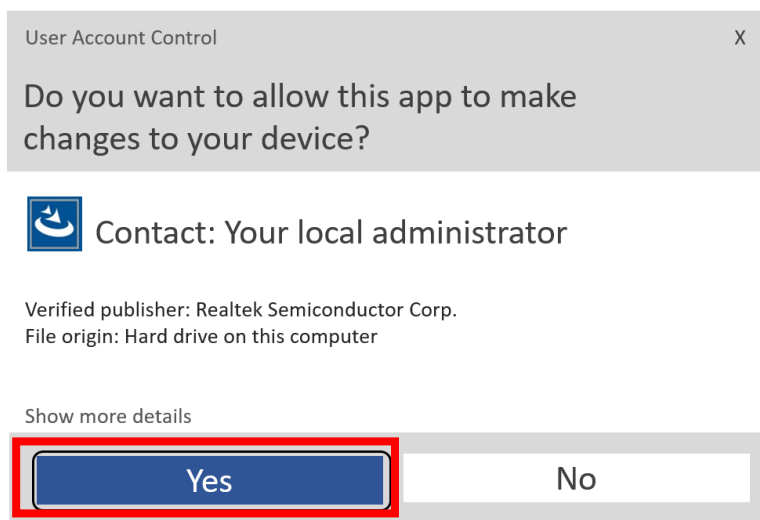 User Account Control
X
Do you want to allow this app to make
changes to your device?
Contact: Your local administrator
Verified publisher: Realtek Semiconductor Corp.
File origin: Hard drive on this computer
Show more details
Yes
No